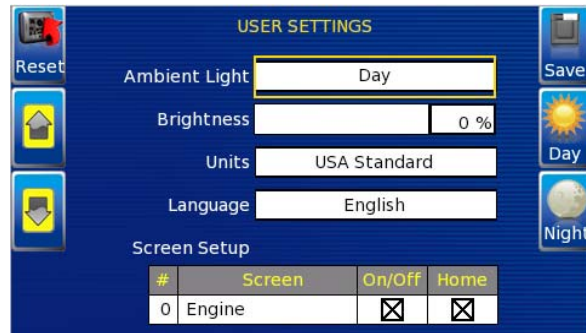 USER SETTINGS
Reset
Save
Ambient Light Day
Brightness 0 %
Day
Units USA Standard
Language English
Night
Screen Setup
# Screen On/Off Home
0 Engine